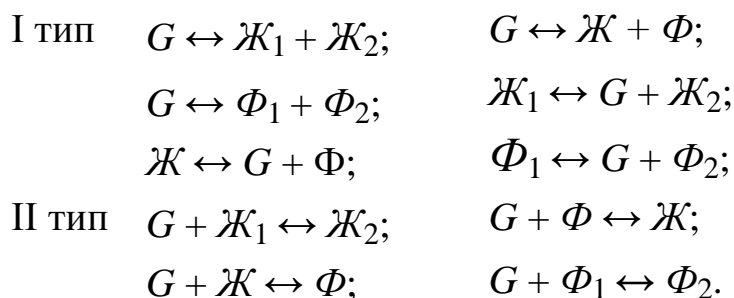 I тип G ↔ Ж₁ + Ж₂; G ↔ Ж + Ф;
G ↔ Ф₁ + Ф₂; Ж₁ ↔ G + Ж₂;
Ж ↔ G + Ф; Ф₁ ↔ G + Ф₂;
II тип G + Ж₁ ↔ Ж₂; G + Ф ↔ Ж;
G + Ж ↔ Ф; G + Ф₁ ↔ Ф₂.